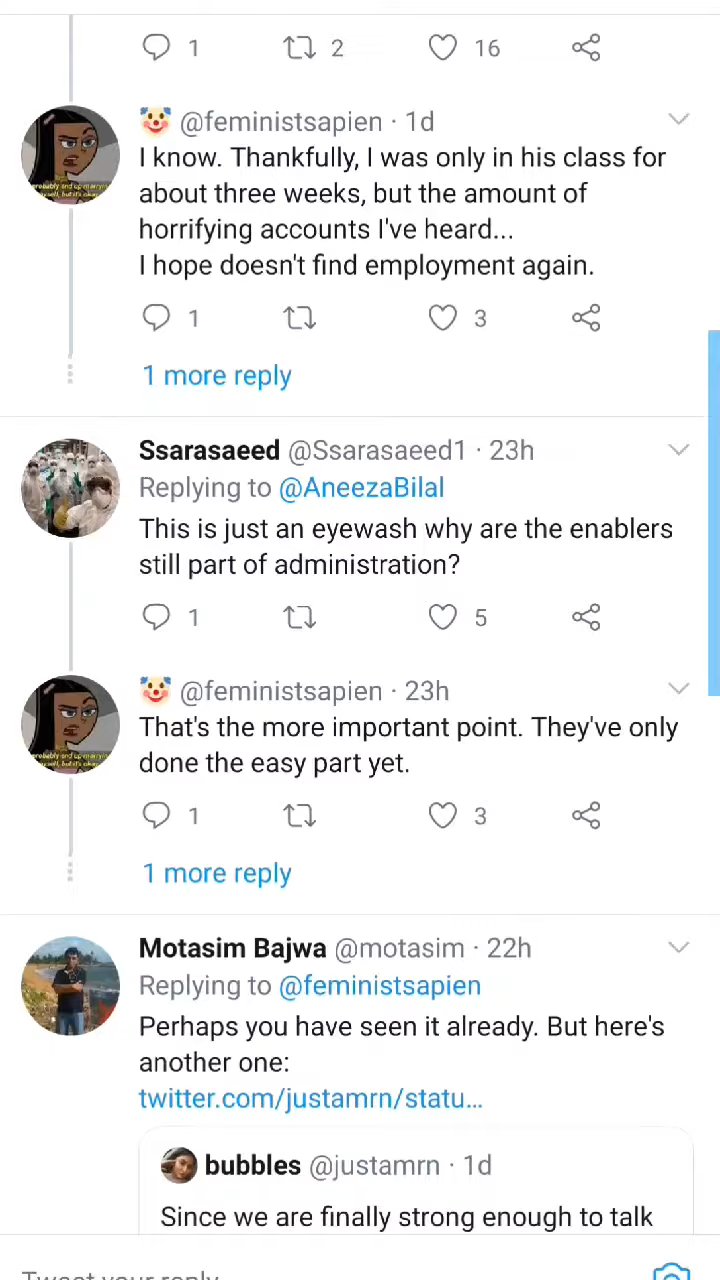 1 2 16
🤡 @feministsapien · 1d
I know. Thankfully, I was only in his class for
about three weeks, but the amount of
horrifying accounts I've heard...
I hope doesn't find employment again.
1 3
1 more reply
Ssarasaeed @Ssarasaeed1 · 23h
Replying to @AneezaBilal
This is just an eyewash why are the enablers
still part of administration?
1 5
🤡 @feministsapien · 23h
That's the more important point. They've only
done the easy part yet.
1 3
1 more reply
Motasim Bajwa @motasim · 22h
Replying to @feministsapien
Perhaps you have seen it already. But here's
another one:
twitter.com/justamrn/statu...
bubbles @justamrn · 1d
Since we are finally strong enough to talk
Tweet your reply